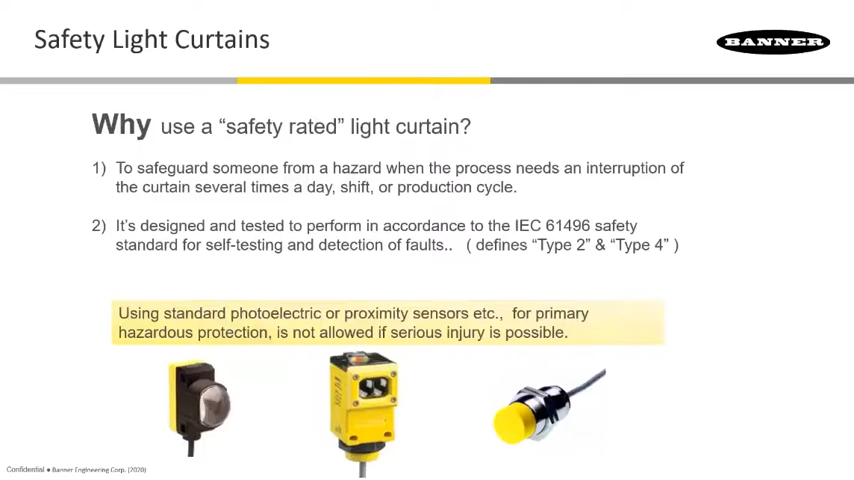 Safety Light Curtains
BANNER
Why use a “safety rated” light curtain?
1) To safeguard someone from a hazard when the process needs an interruption of
the curtain several times a day, shift, or production cycle.
2) It’s designed and tested to perform in accordance to the IEC 61496 safety
standard for self-testing and detection of faults.. ( defines “Type 2” & “Type 4” )
Using standard photoelectric or proximity sensors etc., for primary
hazardous protection, is not allowed if serious injury is possible.
Confidential ● Banner Engineering Corp. (2020)